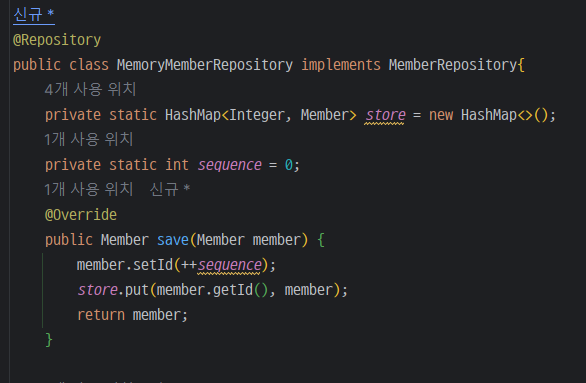 신규 *
@Repository
public class MemoryMemberRepository implements MemberRepository{
4개 사용 위치
private static HashMap<Integer, Member> store = new HashMap<>();
1개 사용 위치
private static int sequence = 0;
1개 사용 위치 신규 *
@Override
public Member save(Member member) {
member.setId(++sequence);
store.put(member.getId(), member);
return member;
}